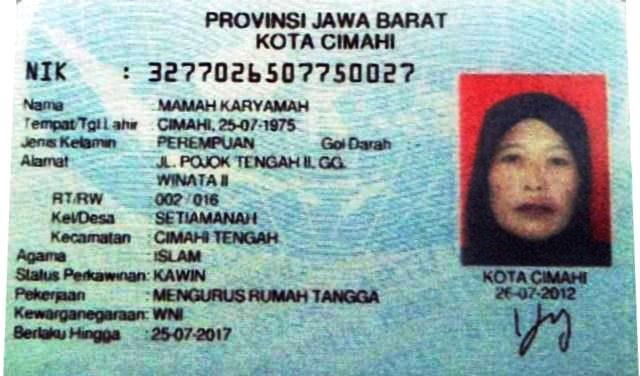 PROVINSI JAWA BARAT
KOTA CIMAHI
NIK : 3277026507750027
Nama : MAMAH KARYAMAH
Tempat/Tgl Lahir : CIMAHI, 25-07-1975
Jenis Kelamin : PEREMPUAN Gol Darah
Alamat : JL. POJOK TENGAH II. GG.
WINATA II
RT/RW : 002 / 016
Kel/Desa : SETIAMANAH
Kecamatan : CIMAHI TENGAH
Agama : ISLAM
Status Perkawinan: KAWIN
Pekerjaan : MENGURUS RUMAH TANGGA
Kewarganegaraan: WNI
Berlaku Hingga : 25-07-2017
KOTA CIMAHI
26-07-2012